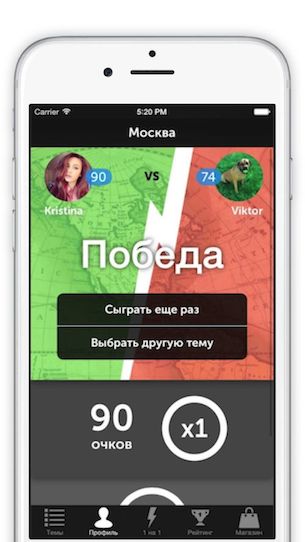 Carrier 5:20 PM
Москва
90 VS 74
Kristina Viktor
Победа
Сыграть еще раз
Выбрать другую тему
90 x1
очков
Темы Профиль 1 на 1 Рейтинг Магазин